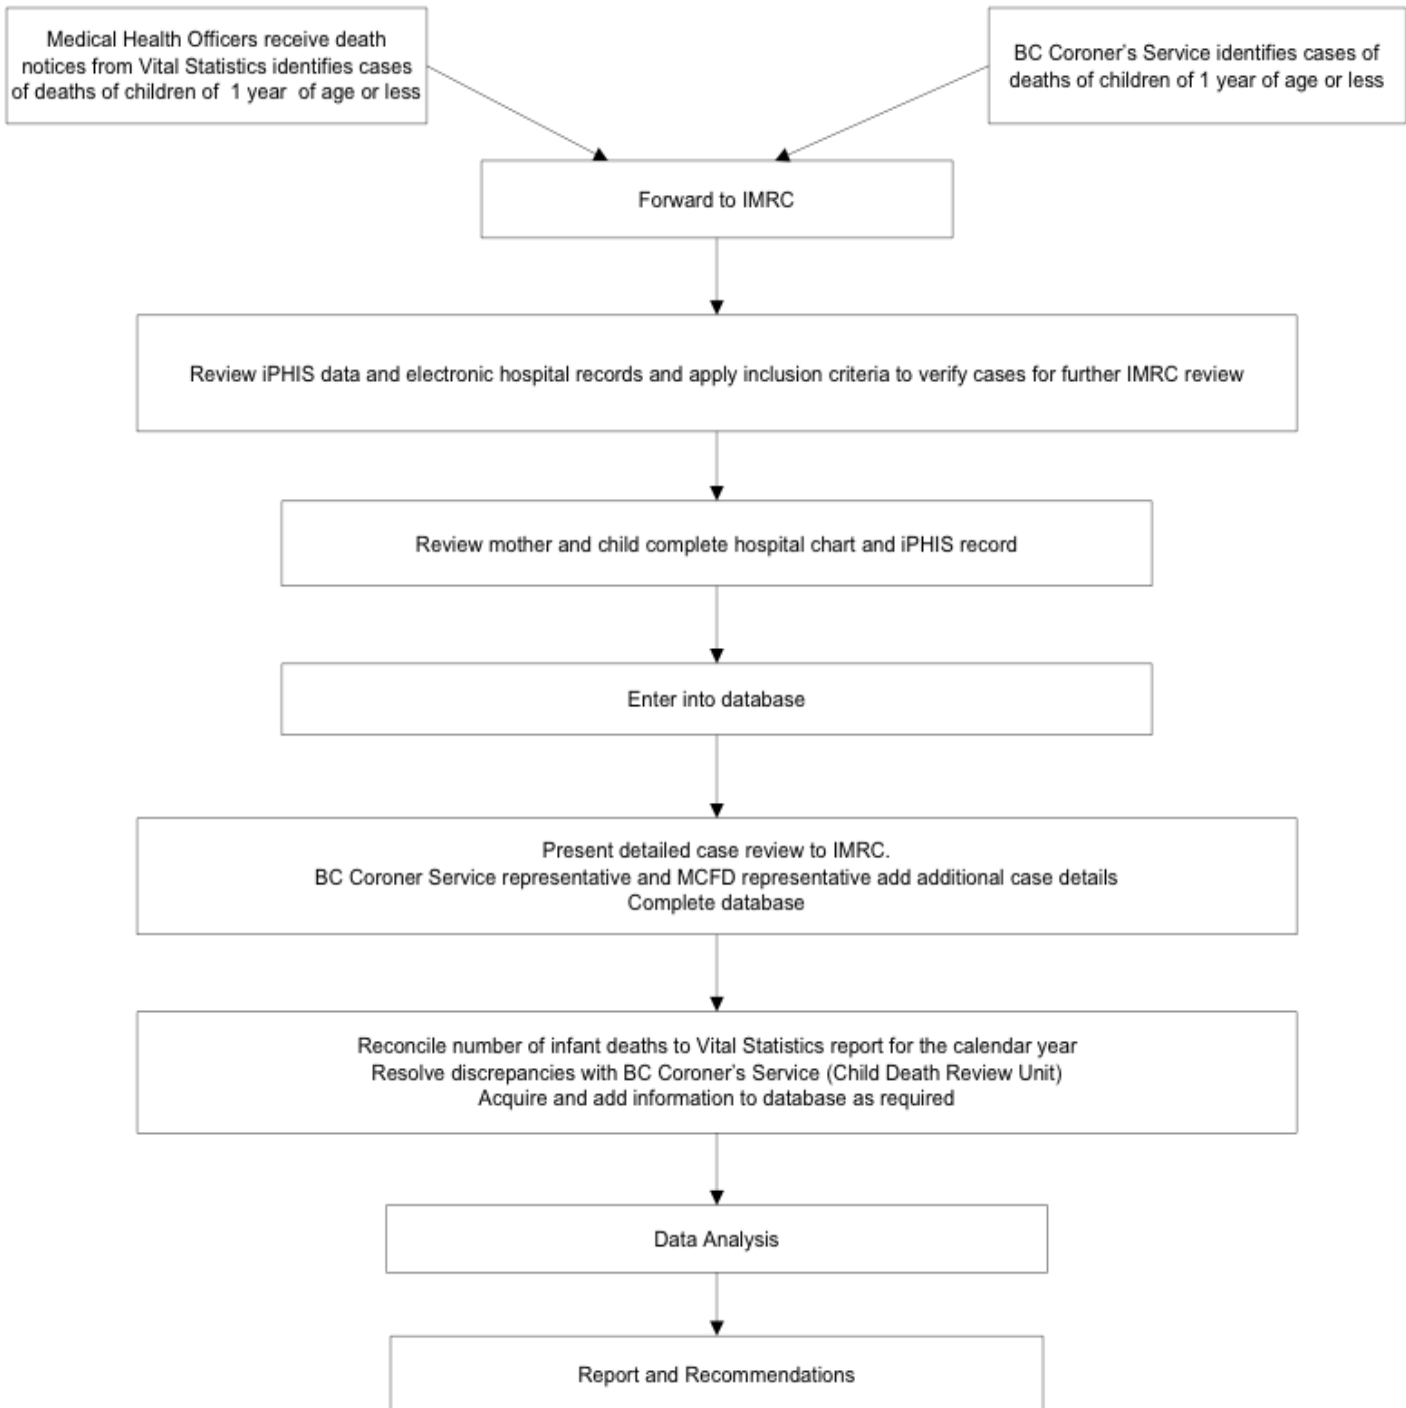 Medical Health Officers receive death
notices from Vital Statistics identifies cases
of deaths of children of 1 year of age or less
BC Coroner's Service identifies cases of
deaths of children of 1 year of age or less
Forward to IMRC
Review iPHIS data and electronic hospital records and apply inclusion criteria to verify cases for further IMRC review
Review mother and child complete hospital chart and iPHIS record
Enter into database
Present detailed case review to IMRC.
BC Coroner Service representative and MCFD representative add additional case details
Complete database
Reconcile number of infant deaths to Vital Statistics report for the calendar year
Resolve discrepancies with BC Coroner's Service (Child Death Review Unit)
Acquire and add information to database as required
Data Analysis
Report and Recommendations